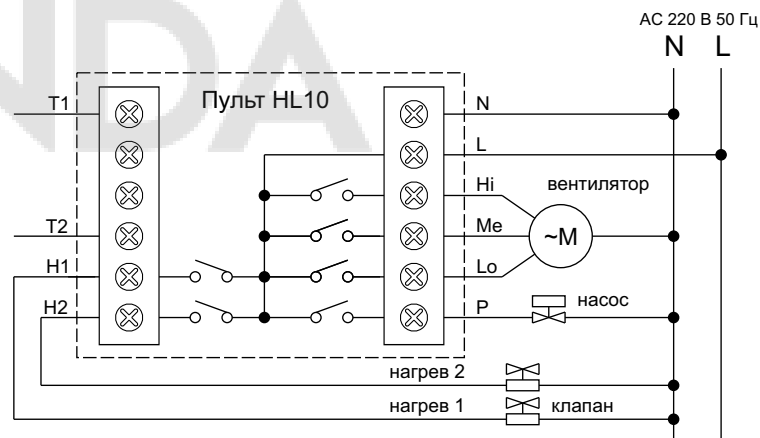 AC 220 В 50 Гц
N L
NDA
Пульт HL10
T1
N
L
Hi
вентилятор
T2
Me
~M
H1
Lo
H2
P
насос
нагрев 2
нагрев 1
клапан